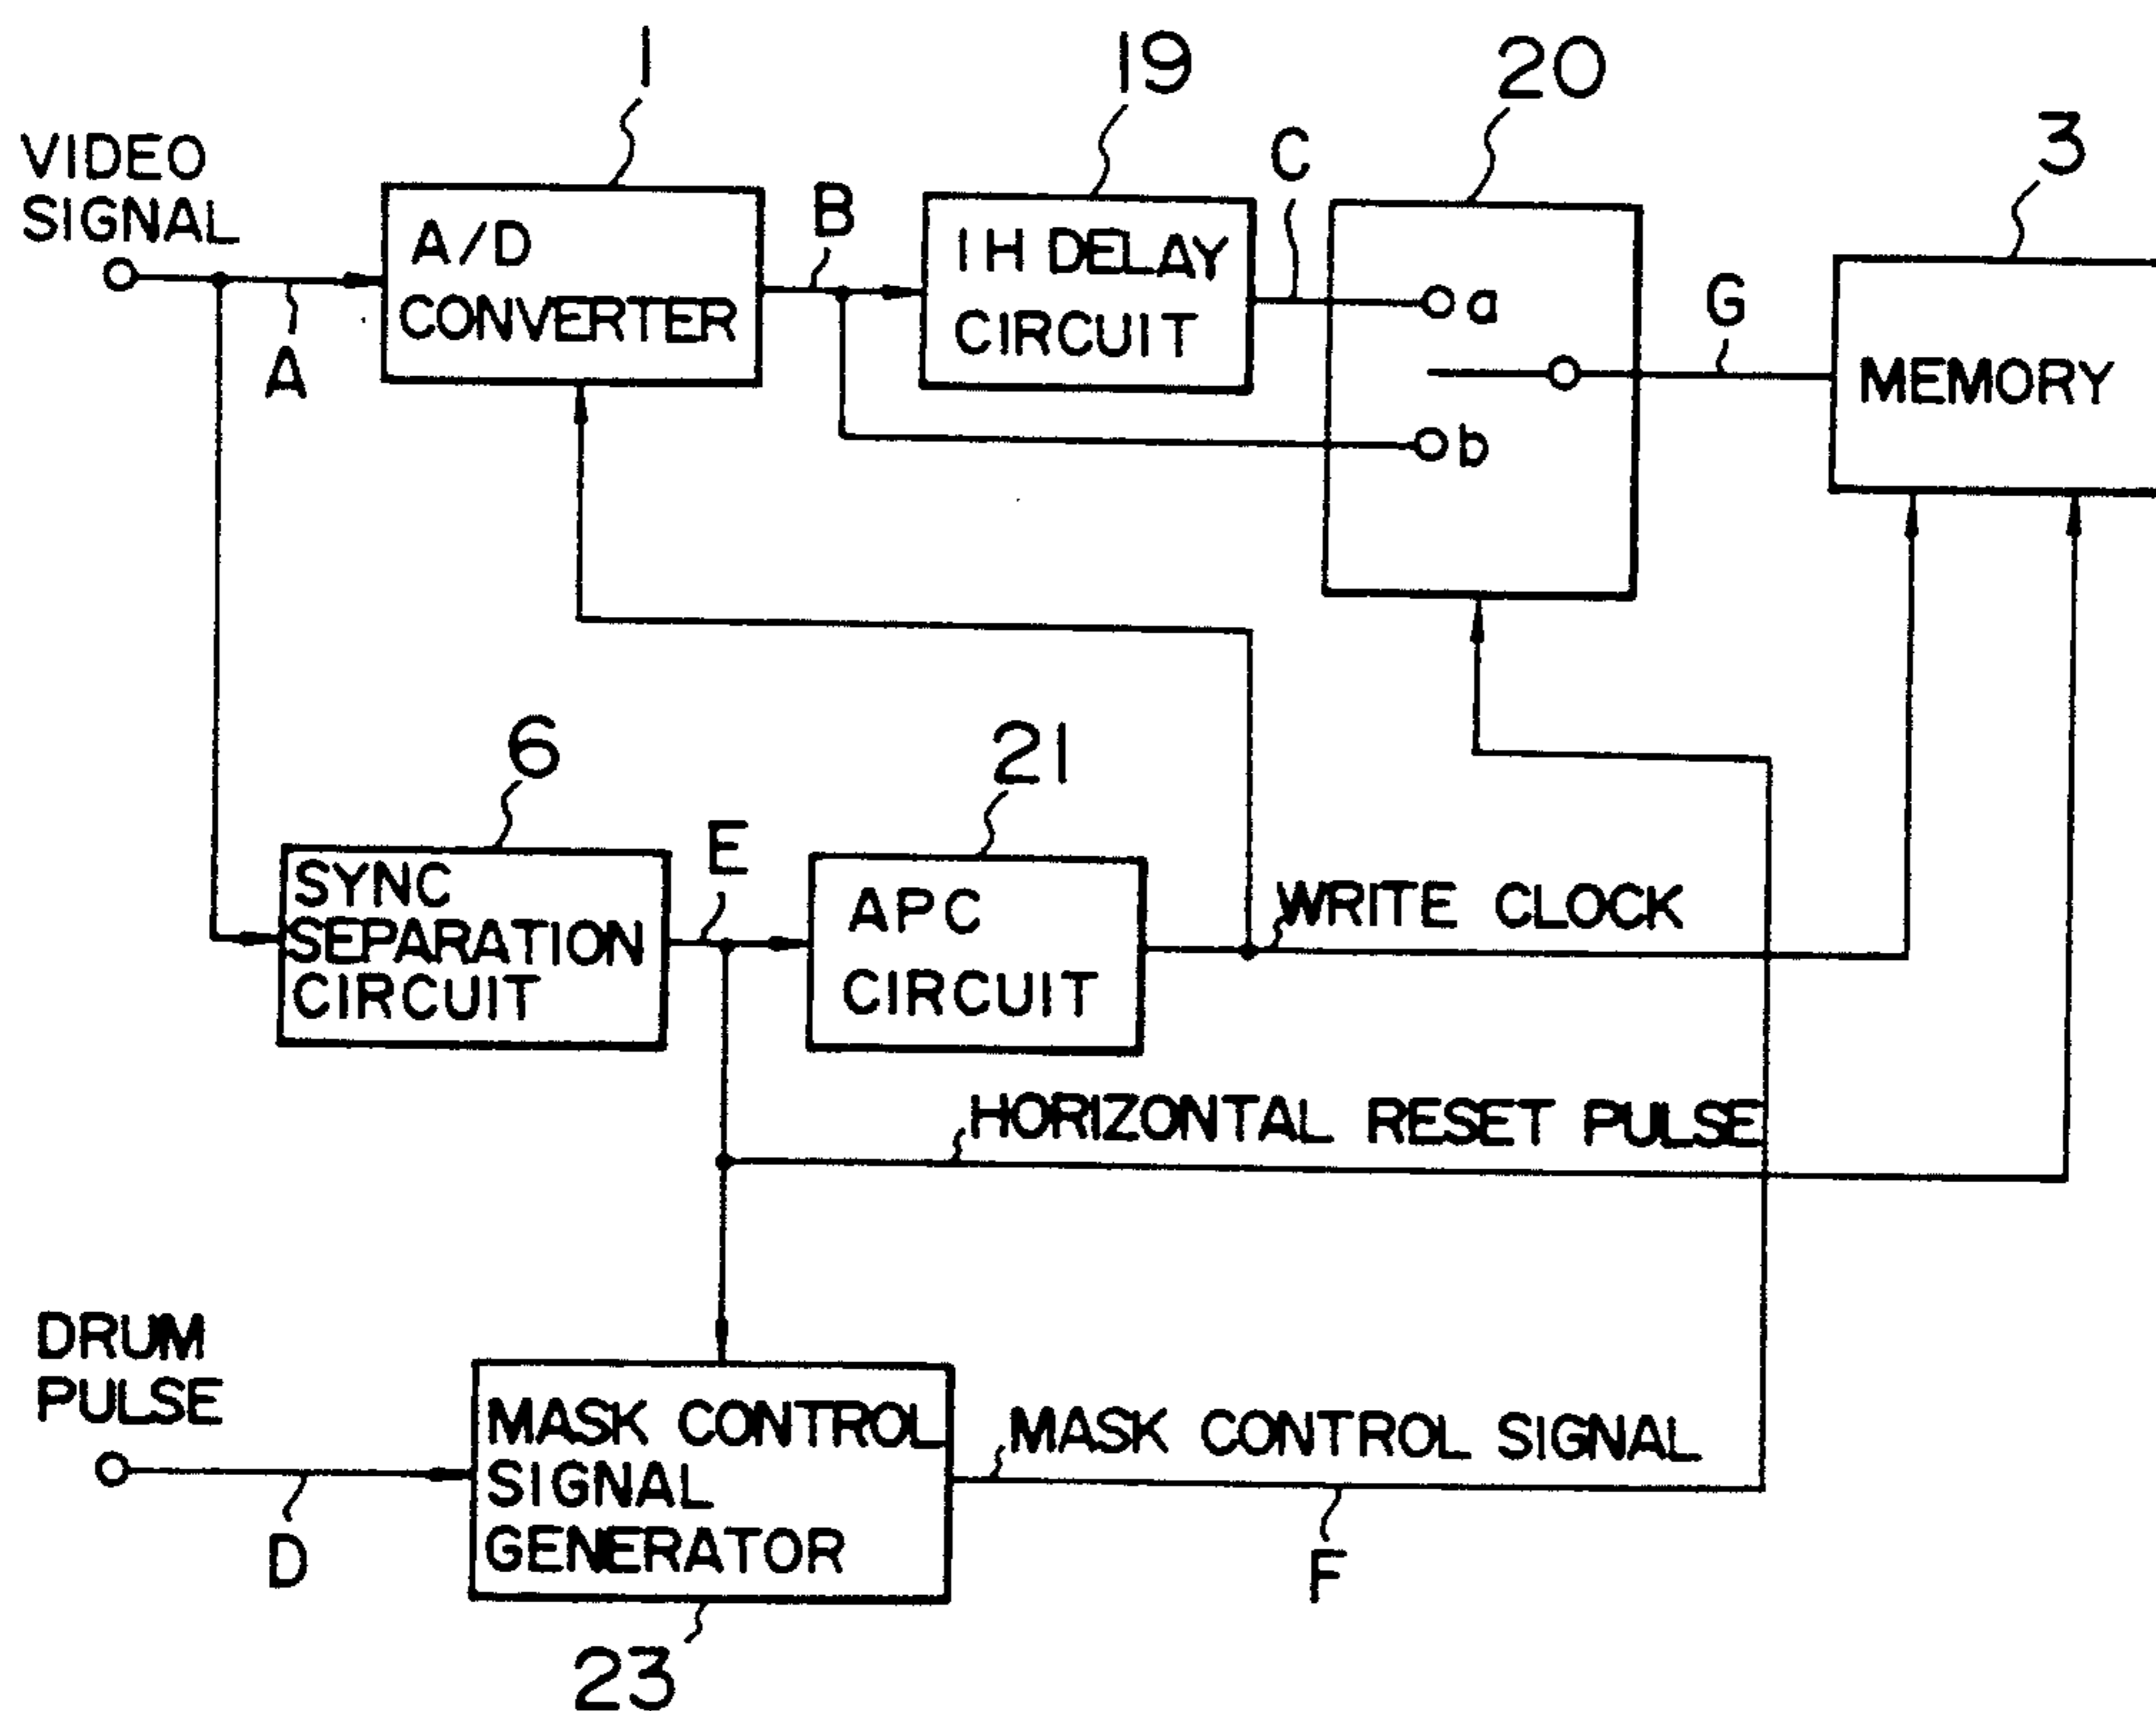 1
19
20
3
VIDEO
SIGNAL
A
A/D
CONVERTER
B
1H DELAY
CIRCUIT
C
a
b
G
MEMORY
6
21
SYNC
SEPARATION
CIRCUIT
E
APC
CIRCUIT
WRITE CLOCK
HORIZONTAL RESET PULSE
DRUM
PULSE
D
MASK CONTROL
SIGNAL
GENERATOR
MASK CONTROL SIGNAL
F
23